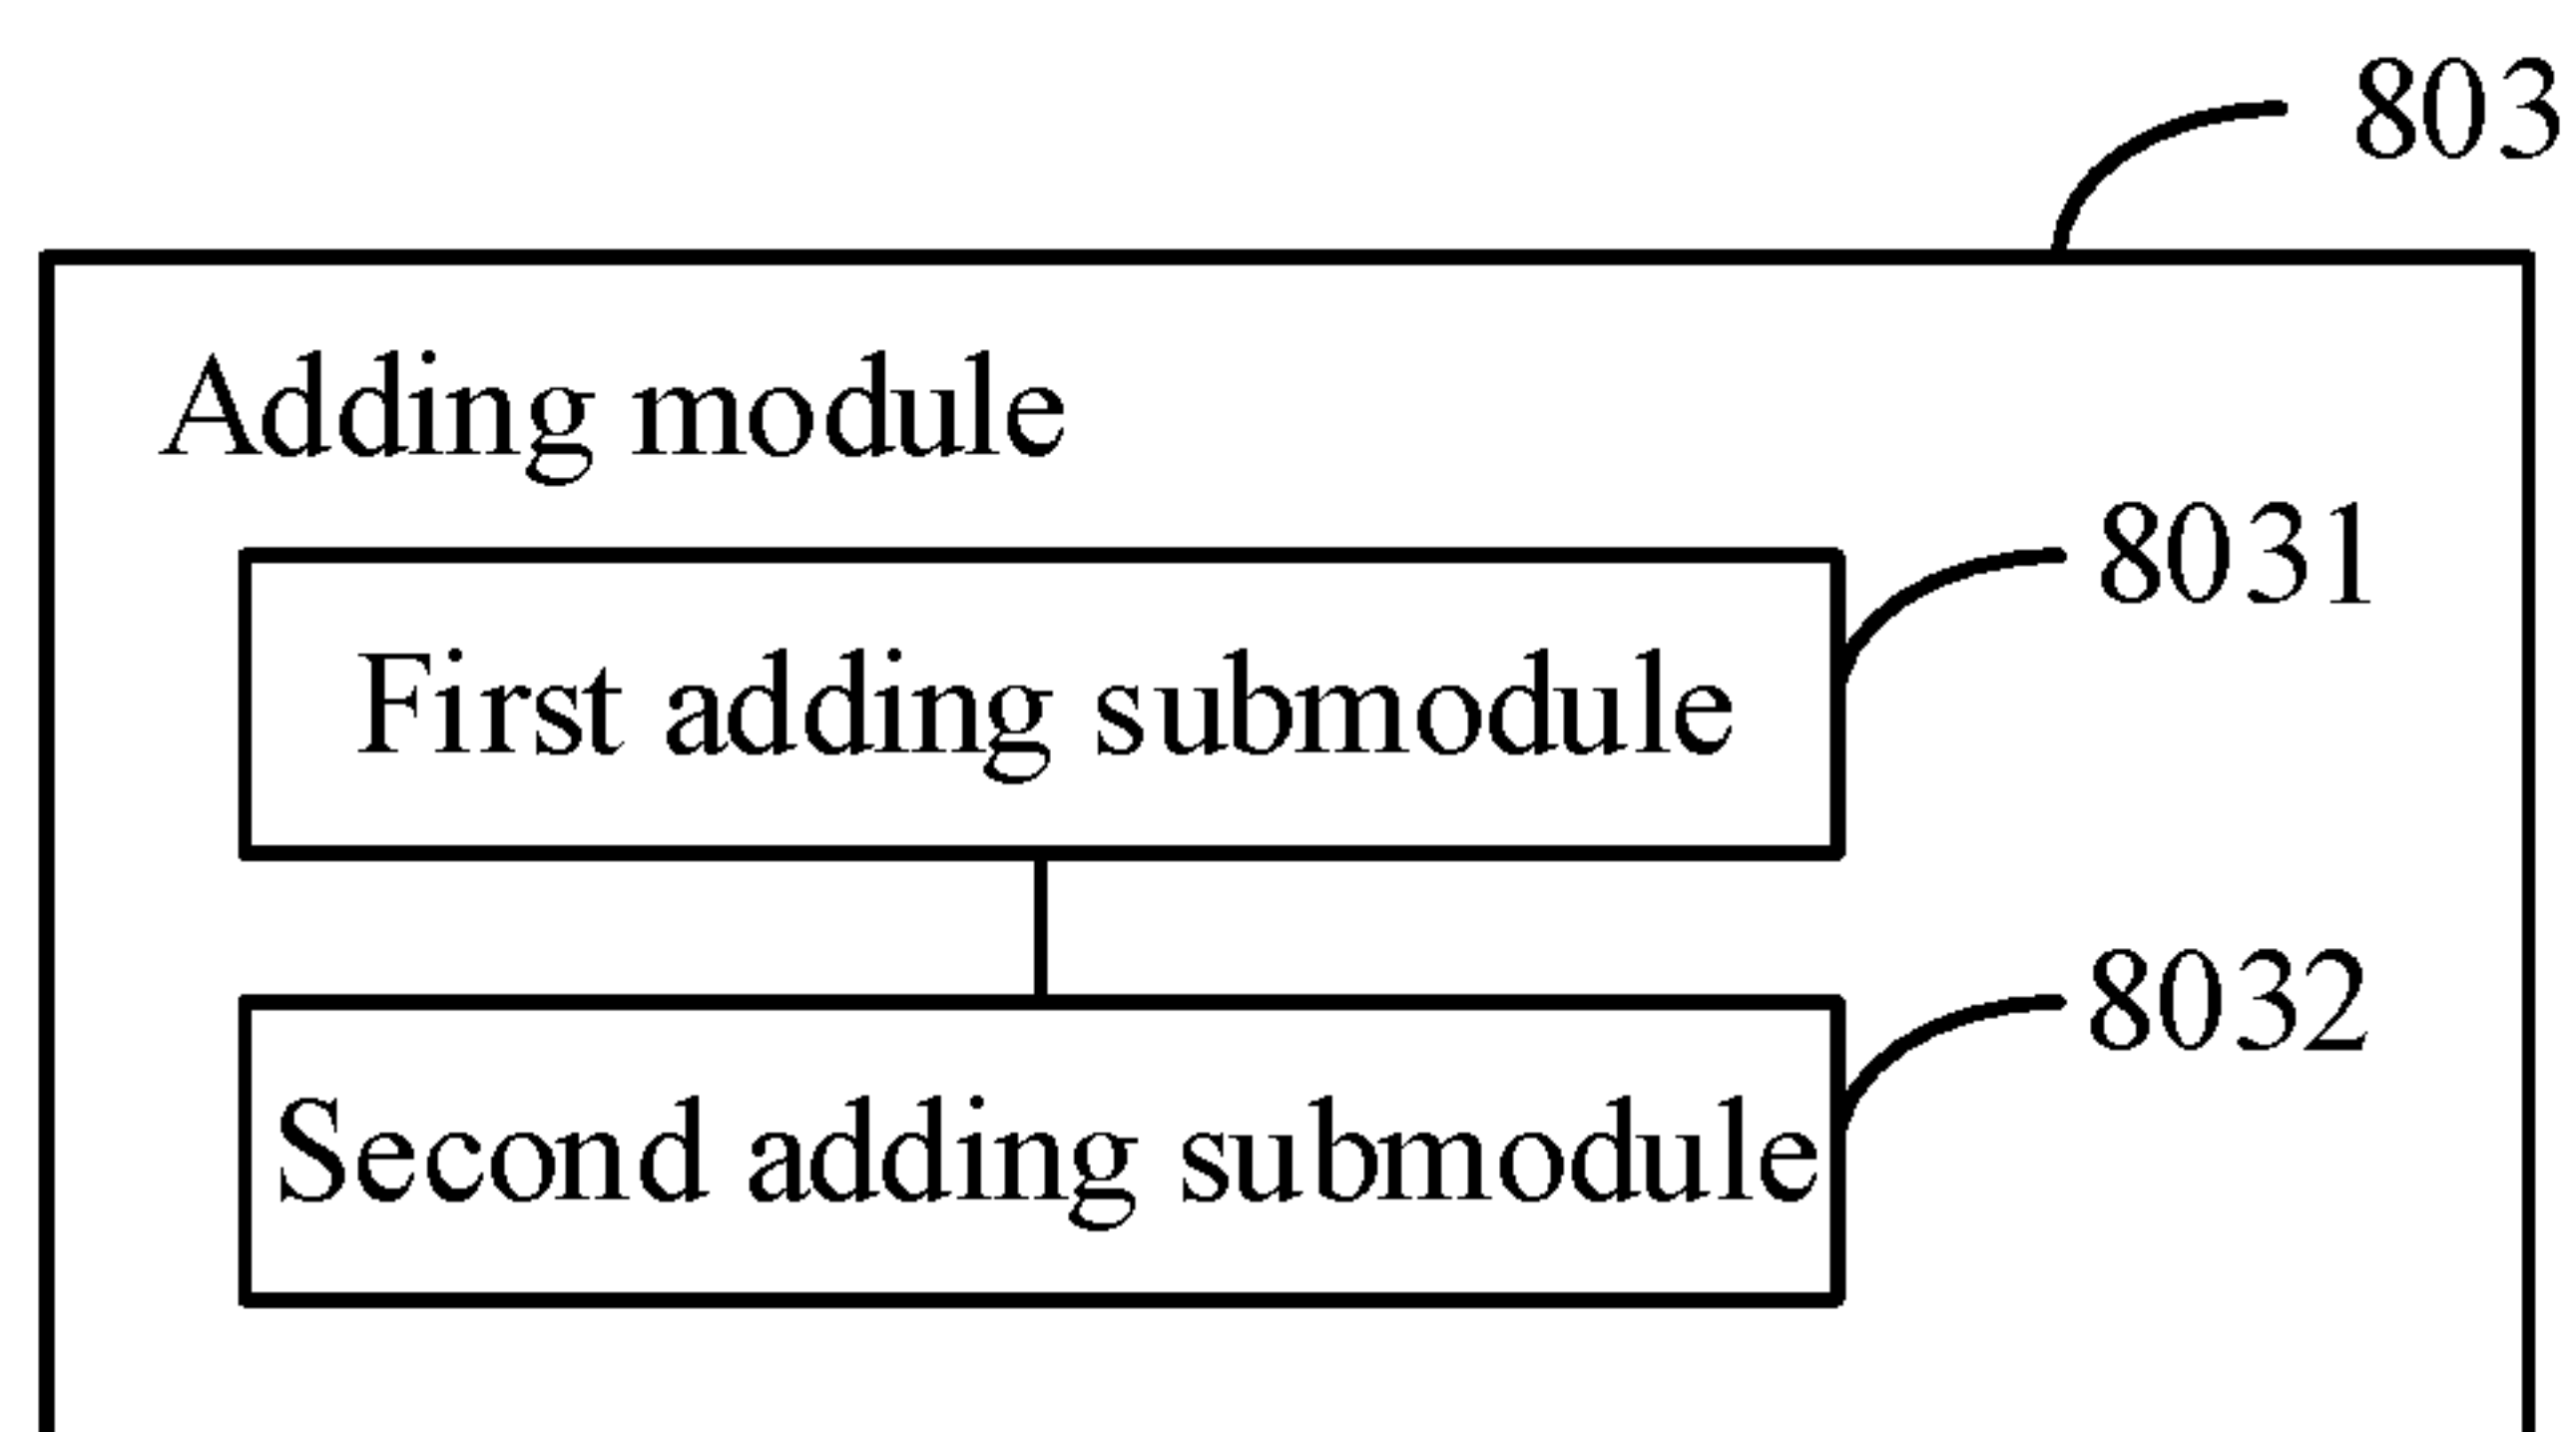 803
Adding module
8031
First adding submodule
8032
Second adding submodule